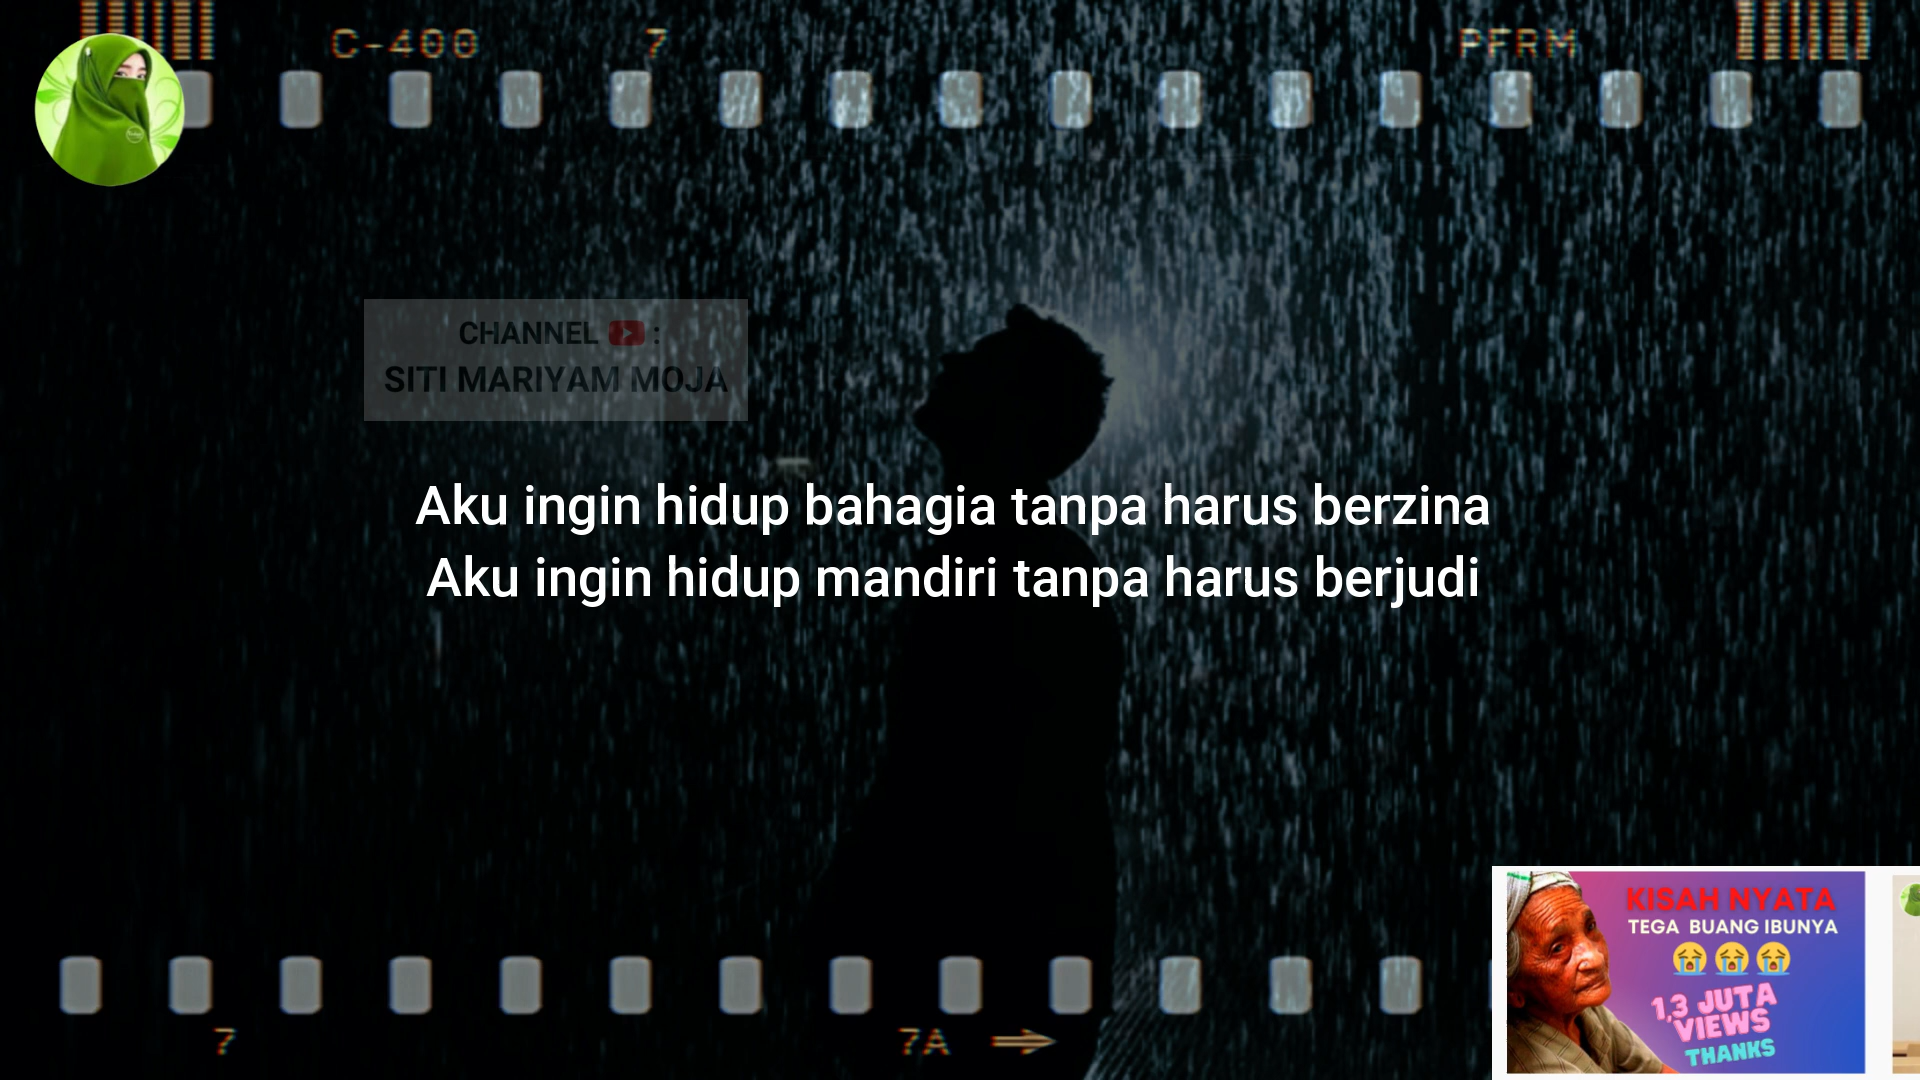 C-400 7 PFRM
CHANNEL :
SITI MARIYAM MOJA
Aku ingin hidup bahagia tanpa harus berzina
Aku ingin hidup mandiri tanpa harus berjudi
KISAH NYATA
TEGA BUANG IBUNYA
1,3 JUTA
VIEWS
THANKS
7 7A